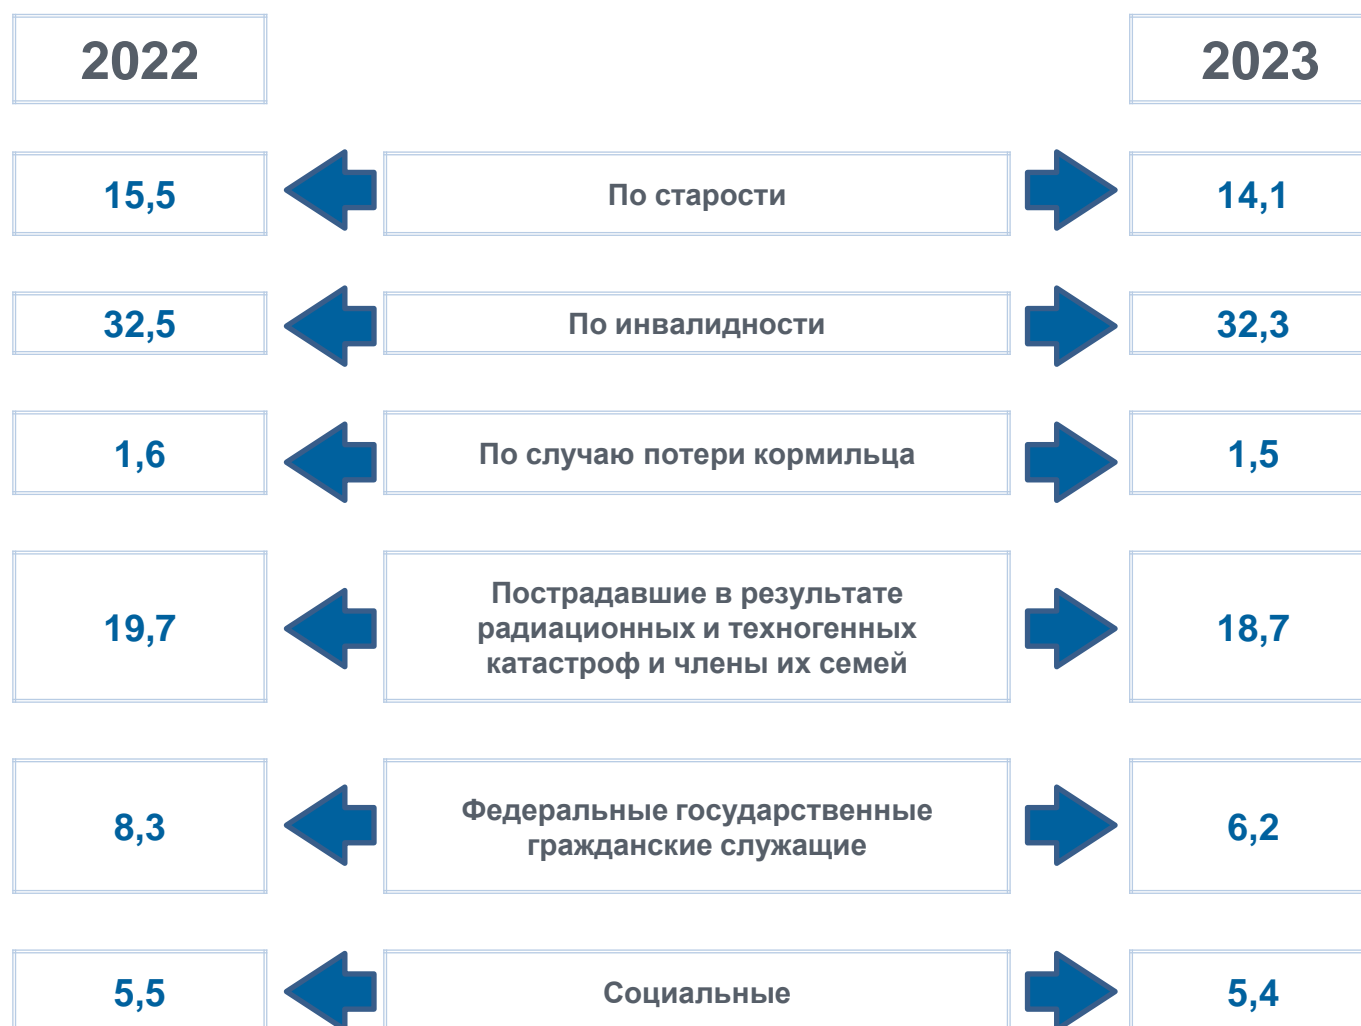 2022
2023
15,5
По старости
14,1
32,5
По инвалидности
32,3
1,6
По случаю потери кормильца
1,5
19,7
Пострадавшие в результате
радиационных и техногенных
катастроф и члены их семей
18,7
8,3
Федеральные государственные
гражданские служащие
6,2
5,5
Социальные
5,4